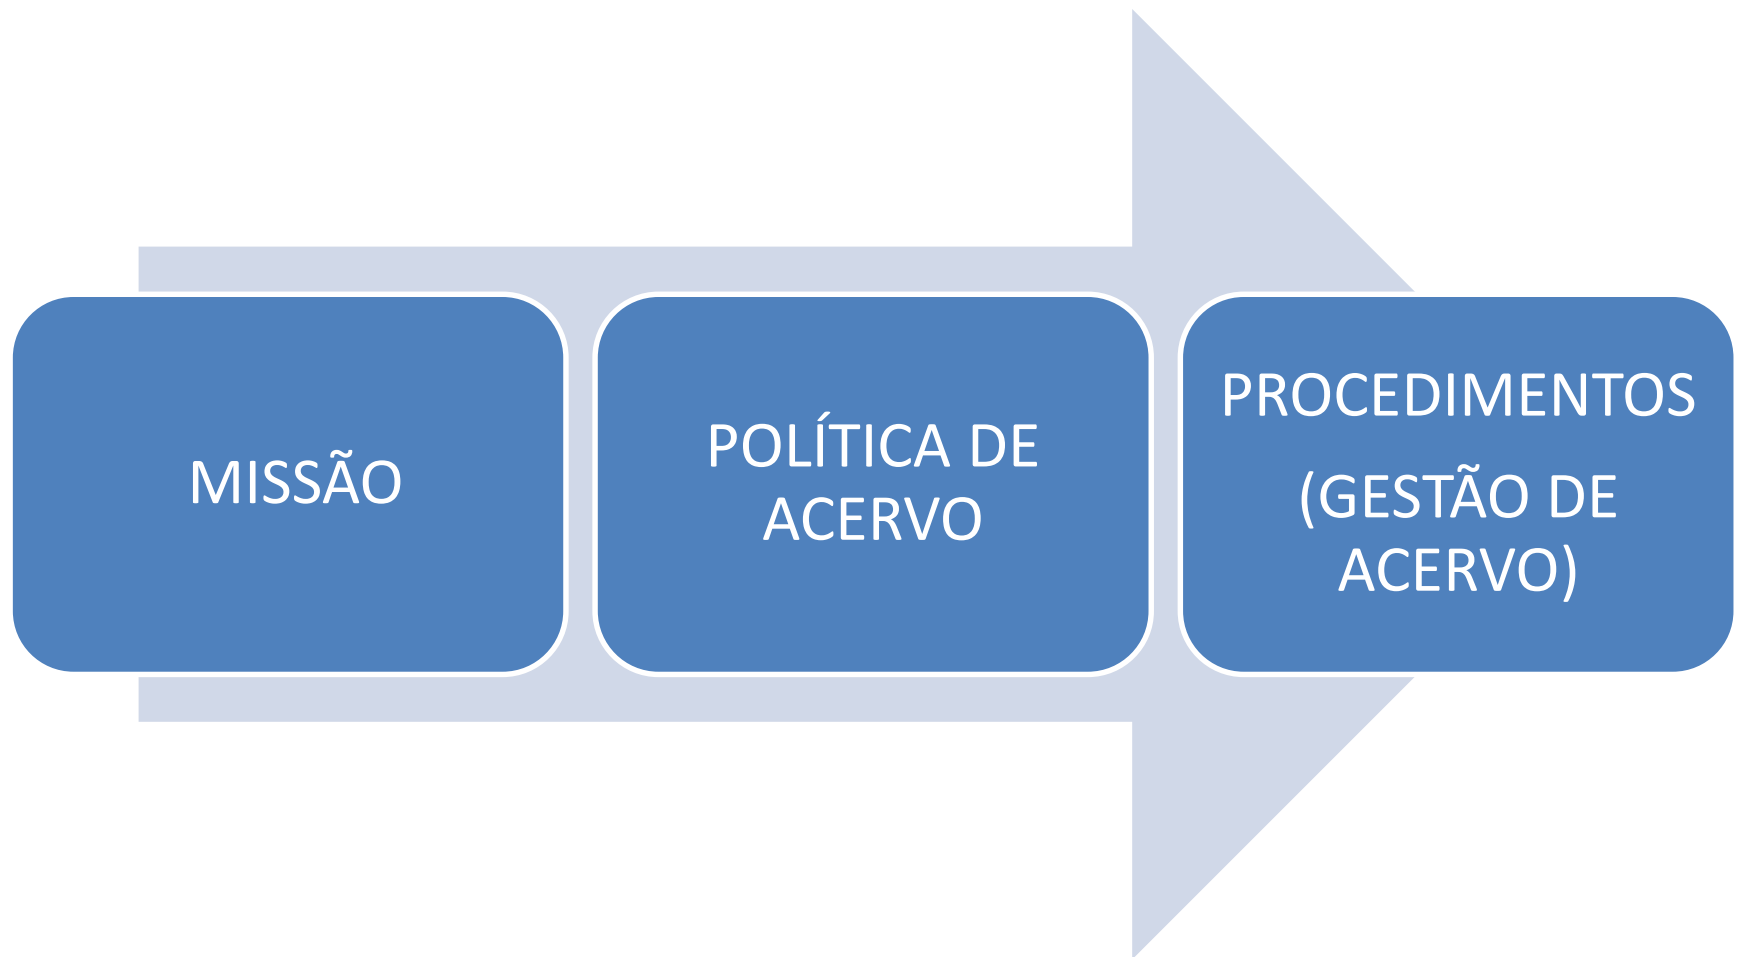 MISSÃO
POLÍTICA DE
ACERVO
PROCEDIMENTOS
(GESTÃO DE
ACERVO)